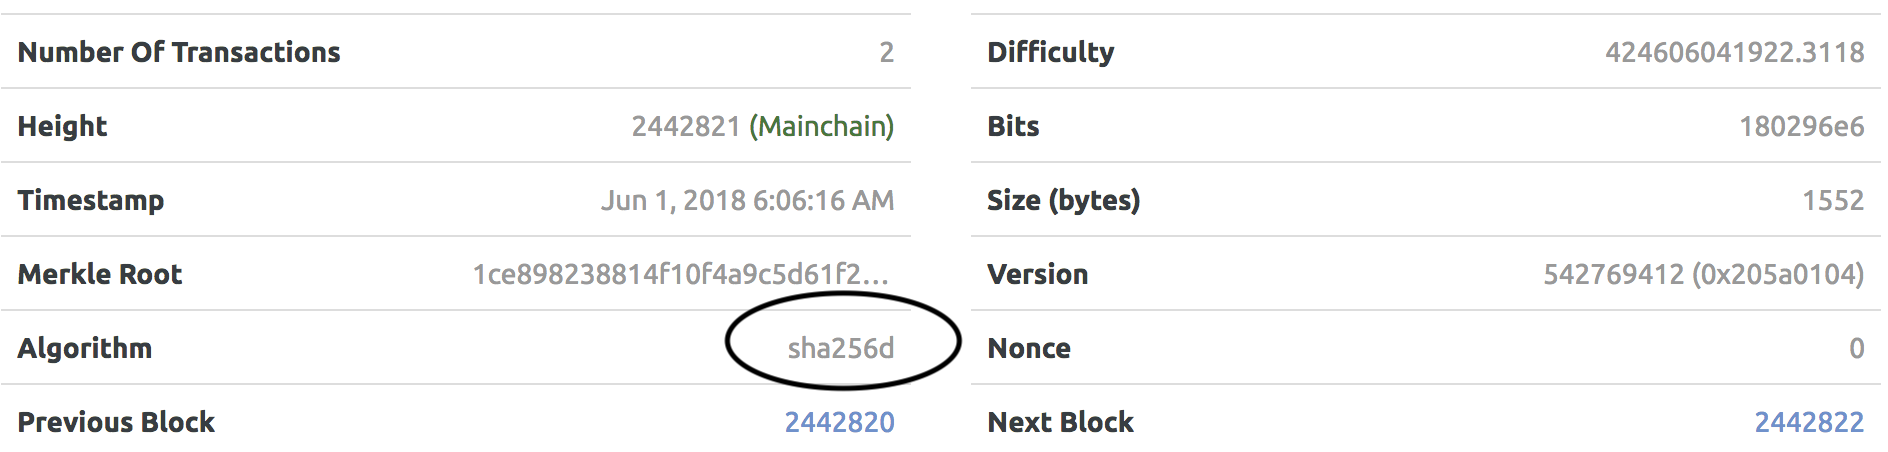 Number Of Transactions 2
Difficulty 424606041922.3118
Height 2442821 (Mainchain)
Bits 180296e6
Timestamp Jun 1, 2018 6:06:16 AM
Size (bytes) 1552
Merkle Root 1ce898238814f10f4a9c5d61f2...
Version 542769412 (0x205a0104)
Algorithm sha256d
Nonce 0
Previous Block 2442820
Next Block 2442822